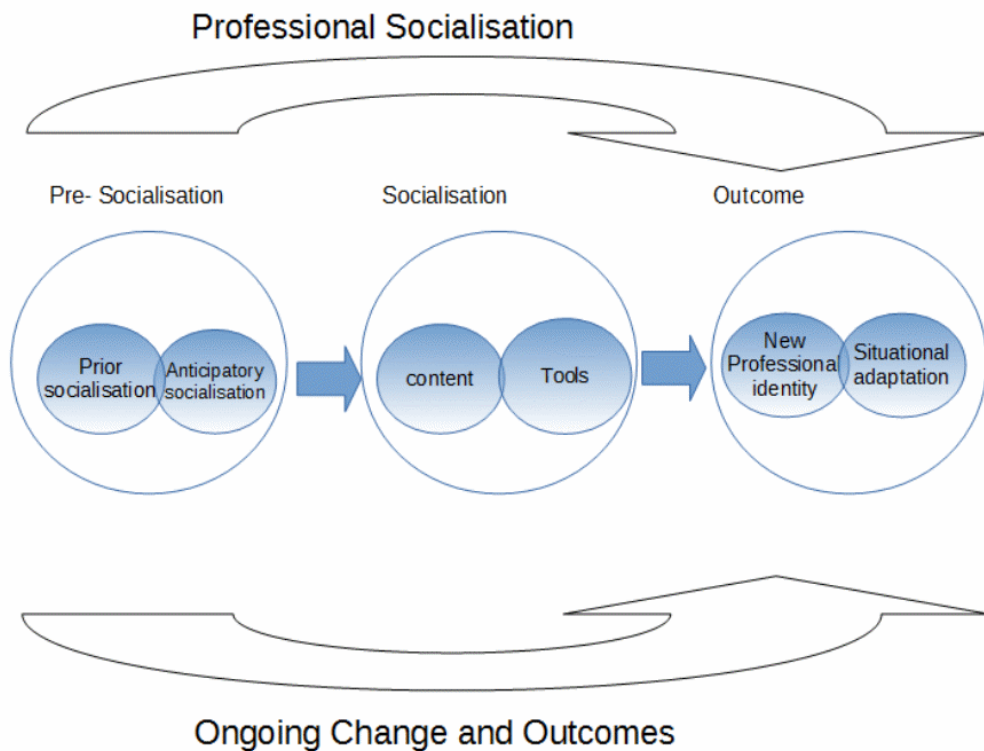 Professional Socialisation
Pre- Socialisation
Socialisation
Outcome
Prior
socialisation
Anticipatory
socialisation
content
Tools
New
Professional
identity
Situational
adaptation
Ongoing Change and Outcomes